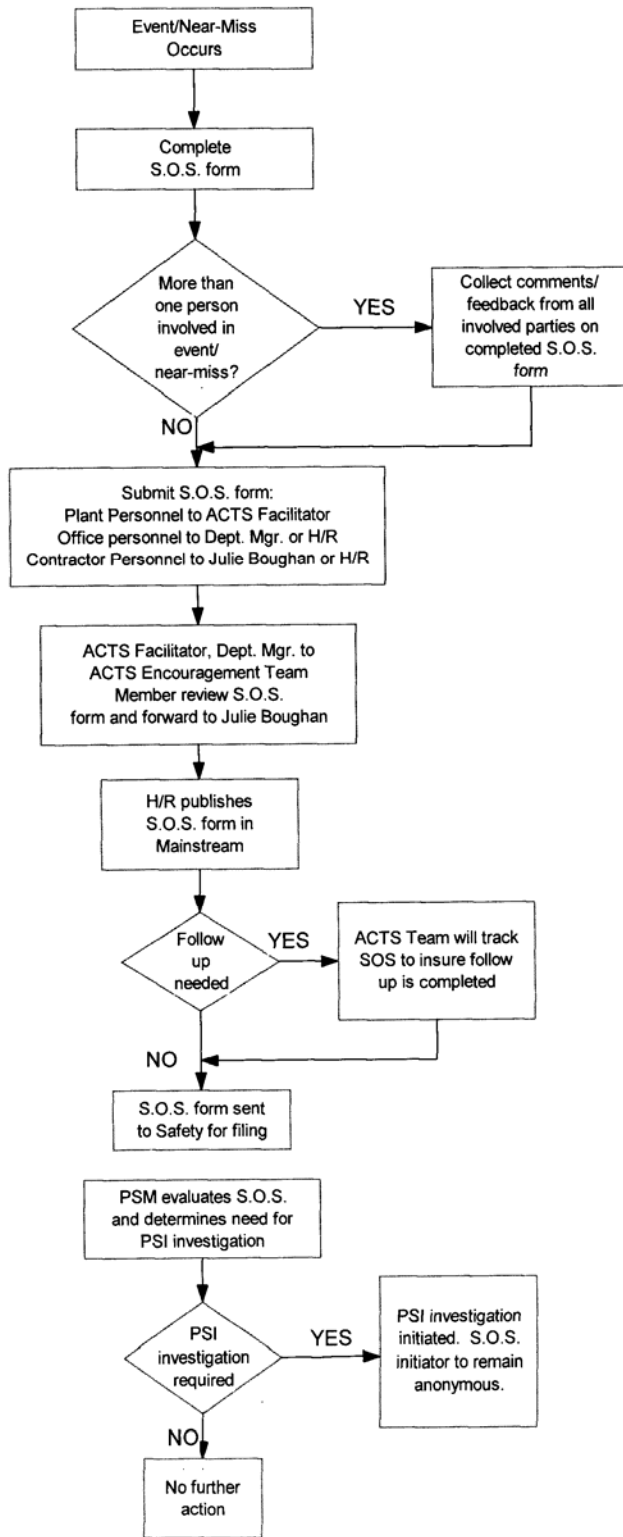 Event/Near-Miss
Occurs
Complete
S.O.S. form
More than
one person
involved in
event/
near-miss?
YES
Collect comments/
feedback from all
involved parties on
completed S.O.S.
form
NO
Submit S.O.S. form:
Plant Personnel to ACTS Facilitator
Office personnel to Dept. Mgr. or H/R
Contractor Personnel to Julie Boughan or H/R
ACTS Facilitator, Dept. Mgr. to
ACTS Encouragement Team
Member review S.O.S.
form and forward to Julie Boughan
H/R publishes
S.O.S. form in
Mainstream
Follow
up
needed
YES
ACTS Team will track
SOS to insure follow
up is completed
NO
S.O.S. form sent
to Safety for filing
PSM evaluates S.O.S.
and determines need for
PSI investigation
PSI
investigation
required
YES
PSI investigation
initiated. S.O.S.
initiator to remain
anonymous.
NO
No further
action